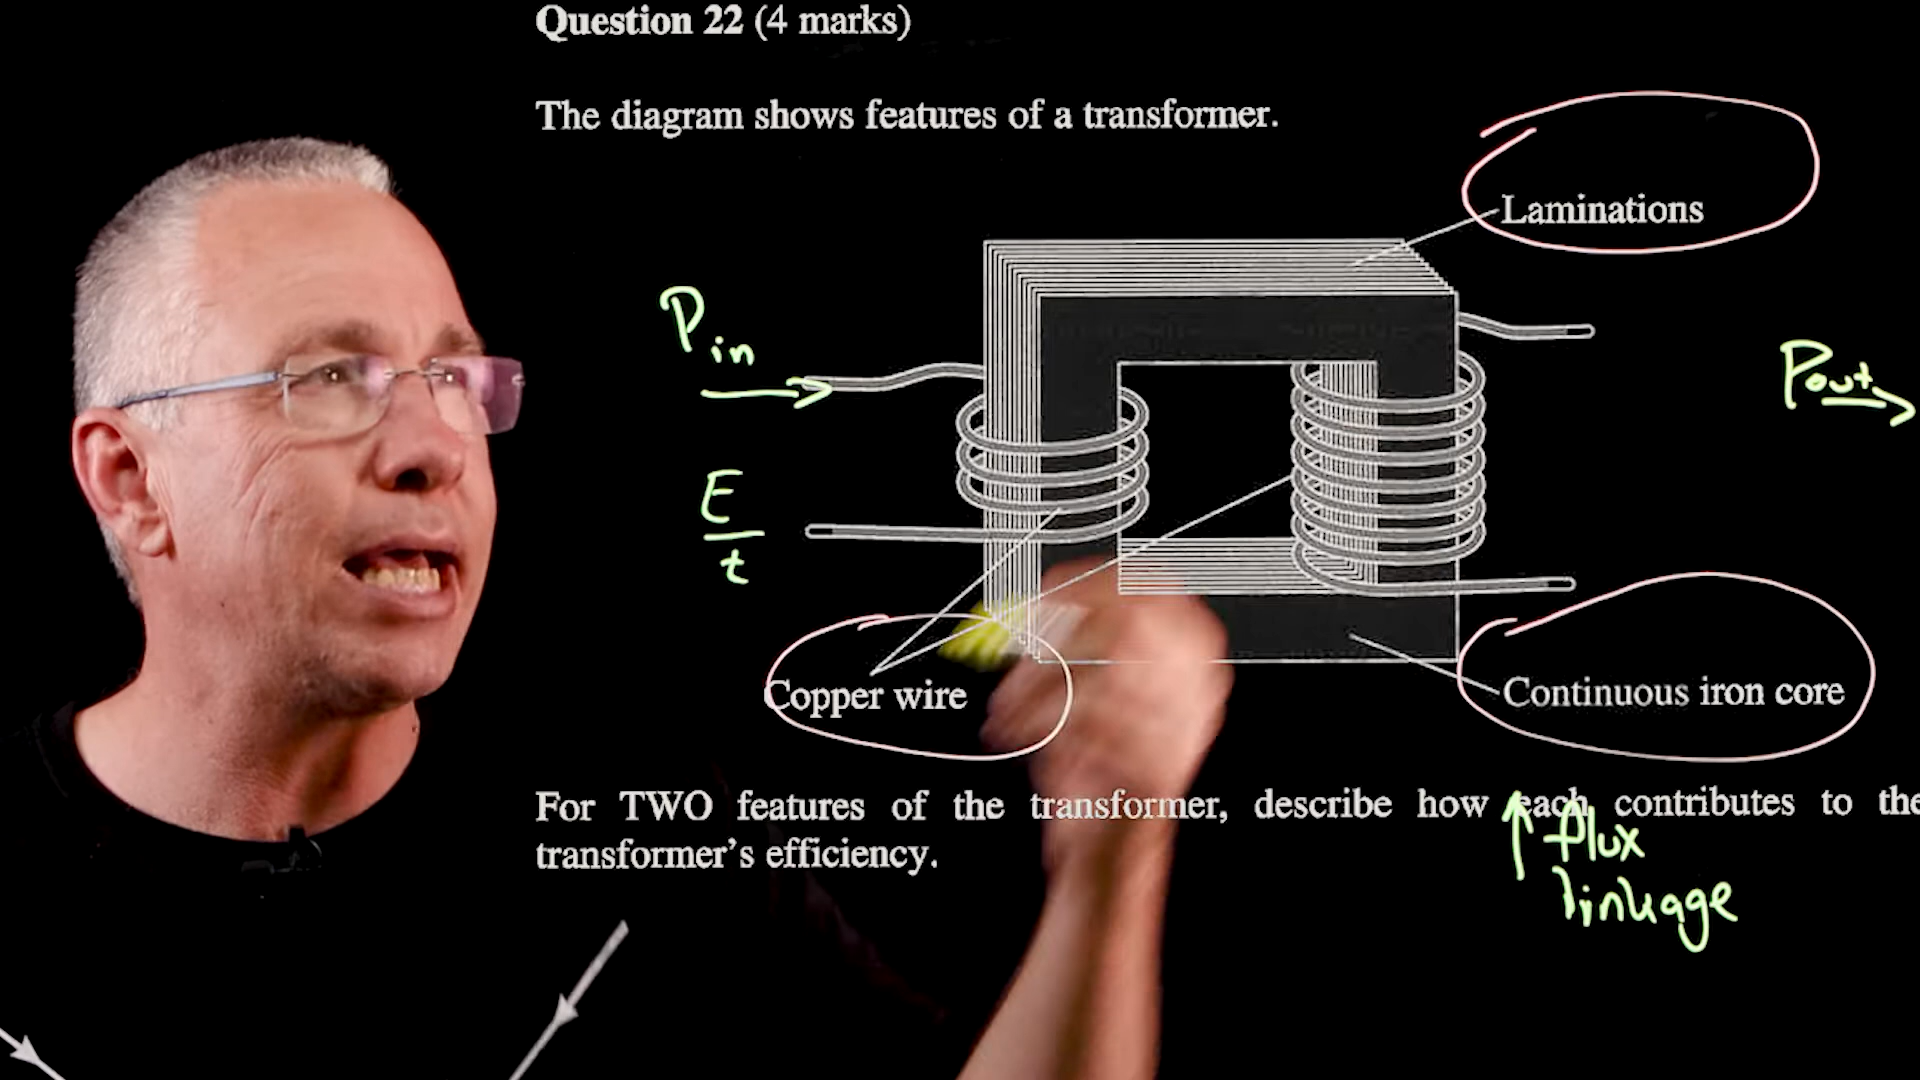 Question 22 (4 marks)
The diagram shows features of a transformer.
Laminations
Pin
Pout
E
t
Copper wire
Continuous iron core
For TWO features of the transformer, describe how each contributes to the
transformer's efficiency.
↑ flux
linkage